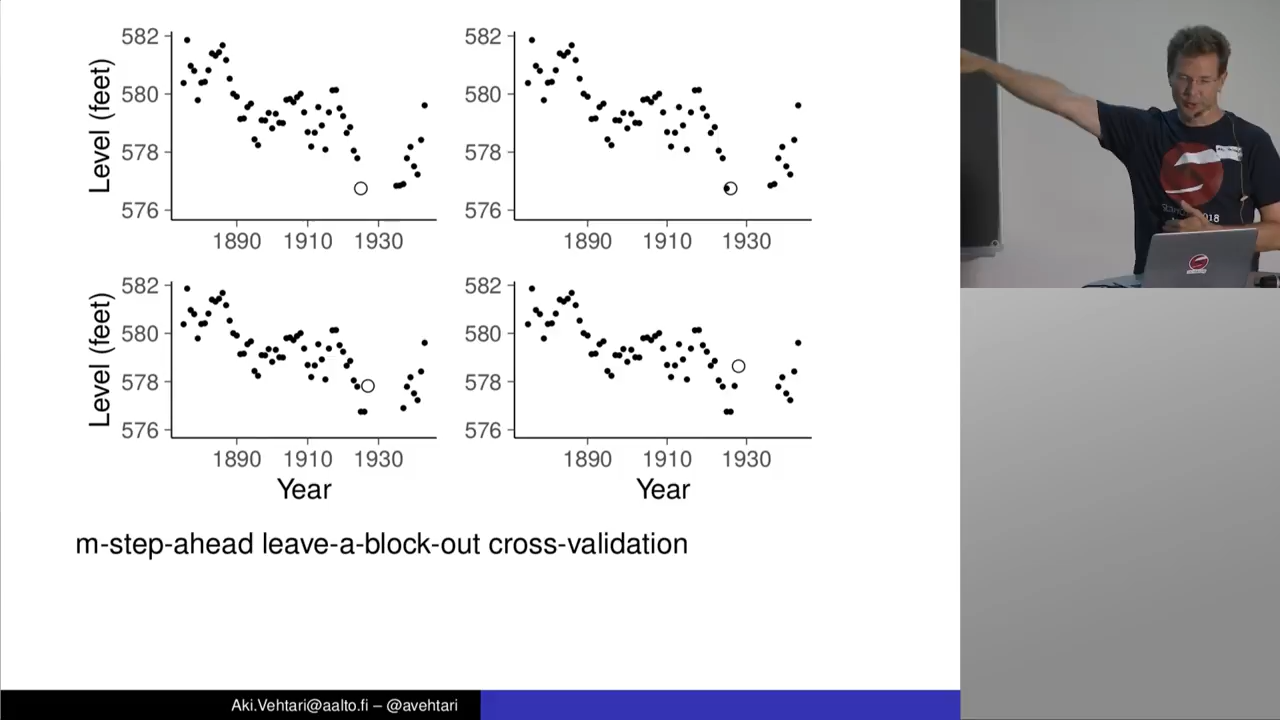 582
580
578
576
Level (feet)
1890 1910 1930
582
580
578
576
1890 1910 1930
582
580
578
576
Level (feet)
1890 1910 1930
Year
582
580
578
576
1890 1910 1930
Year
m-step-ahead leave-a-block-out cross-validation
Aki.Vehtari@aalto.fi – @avehtari